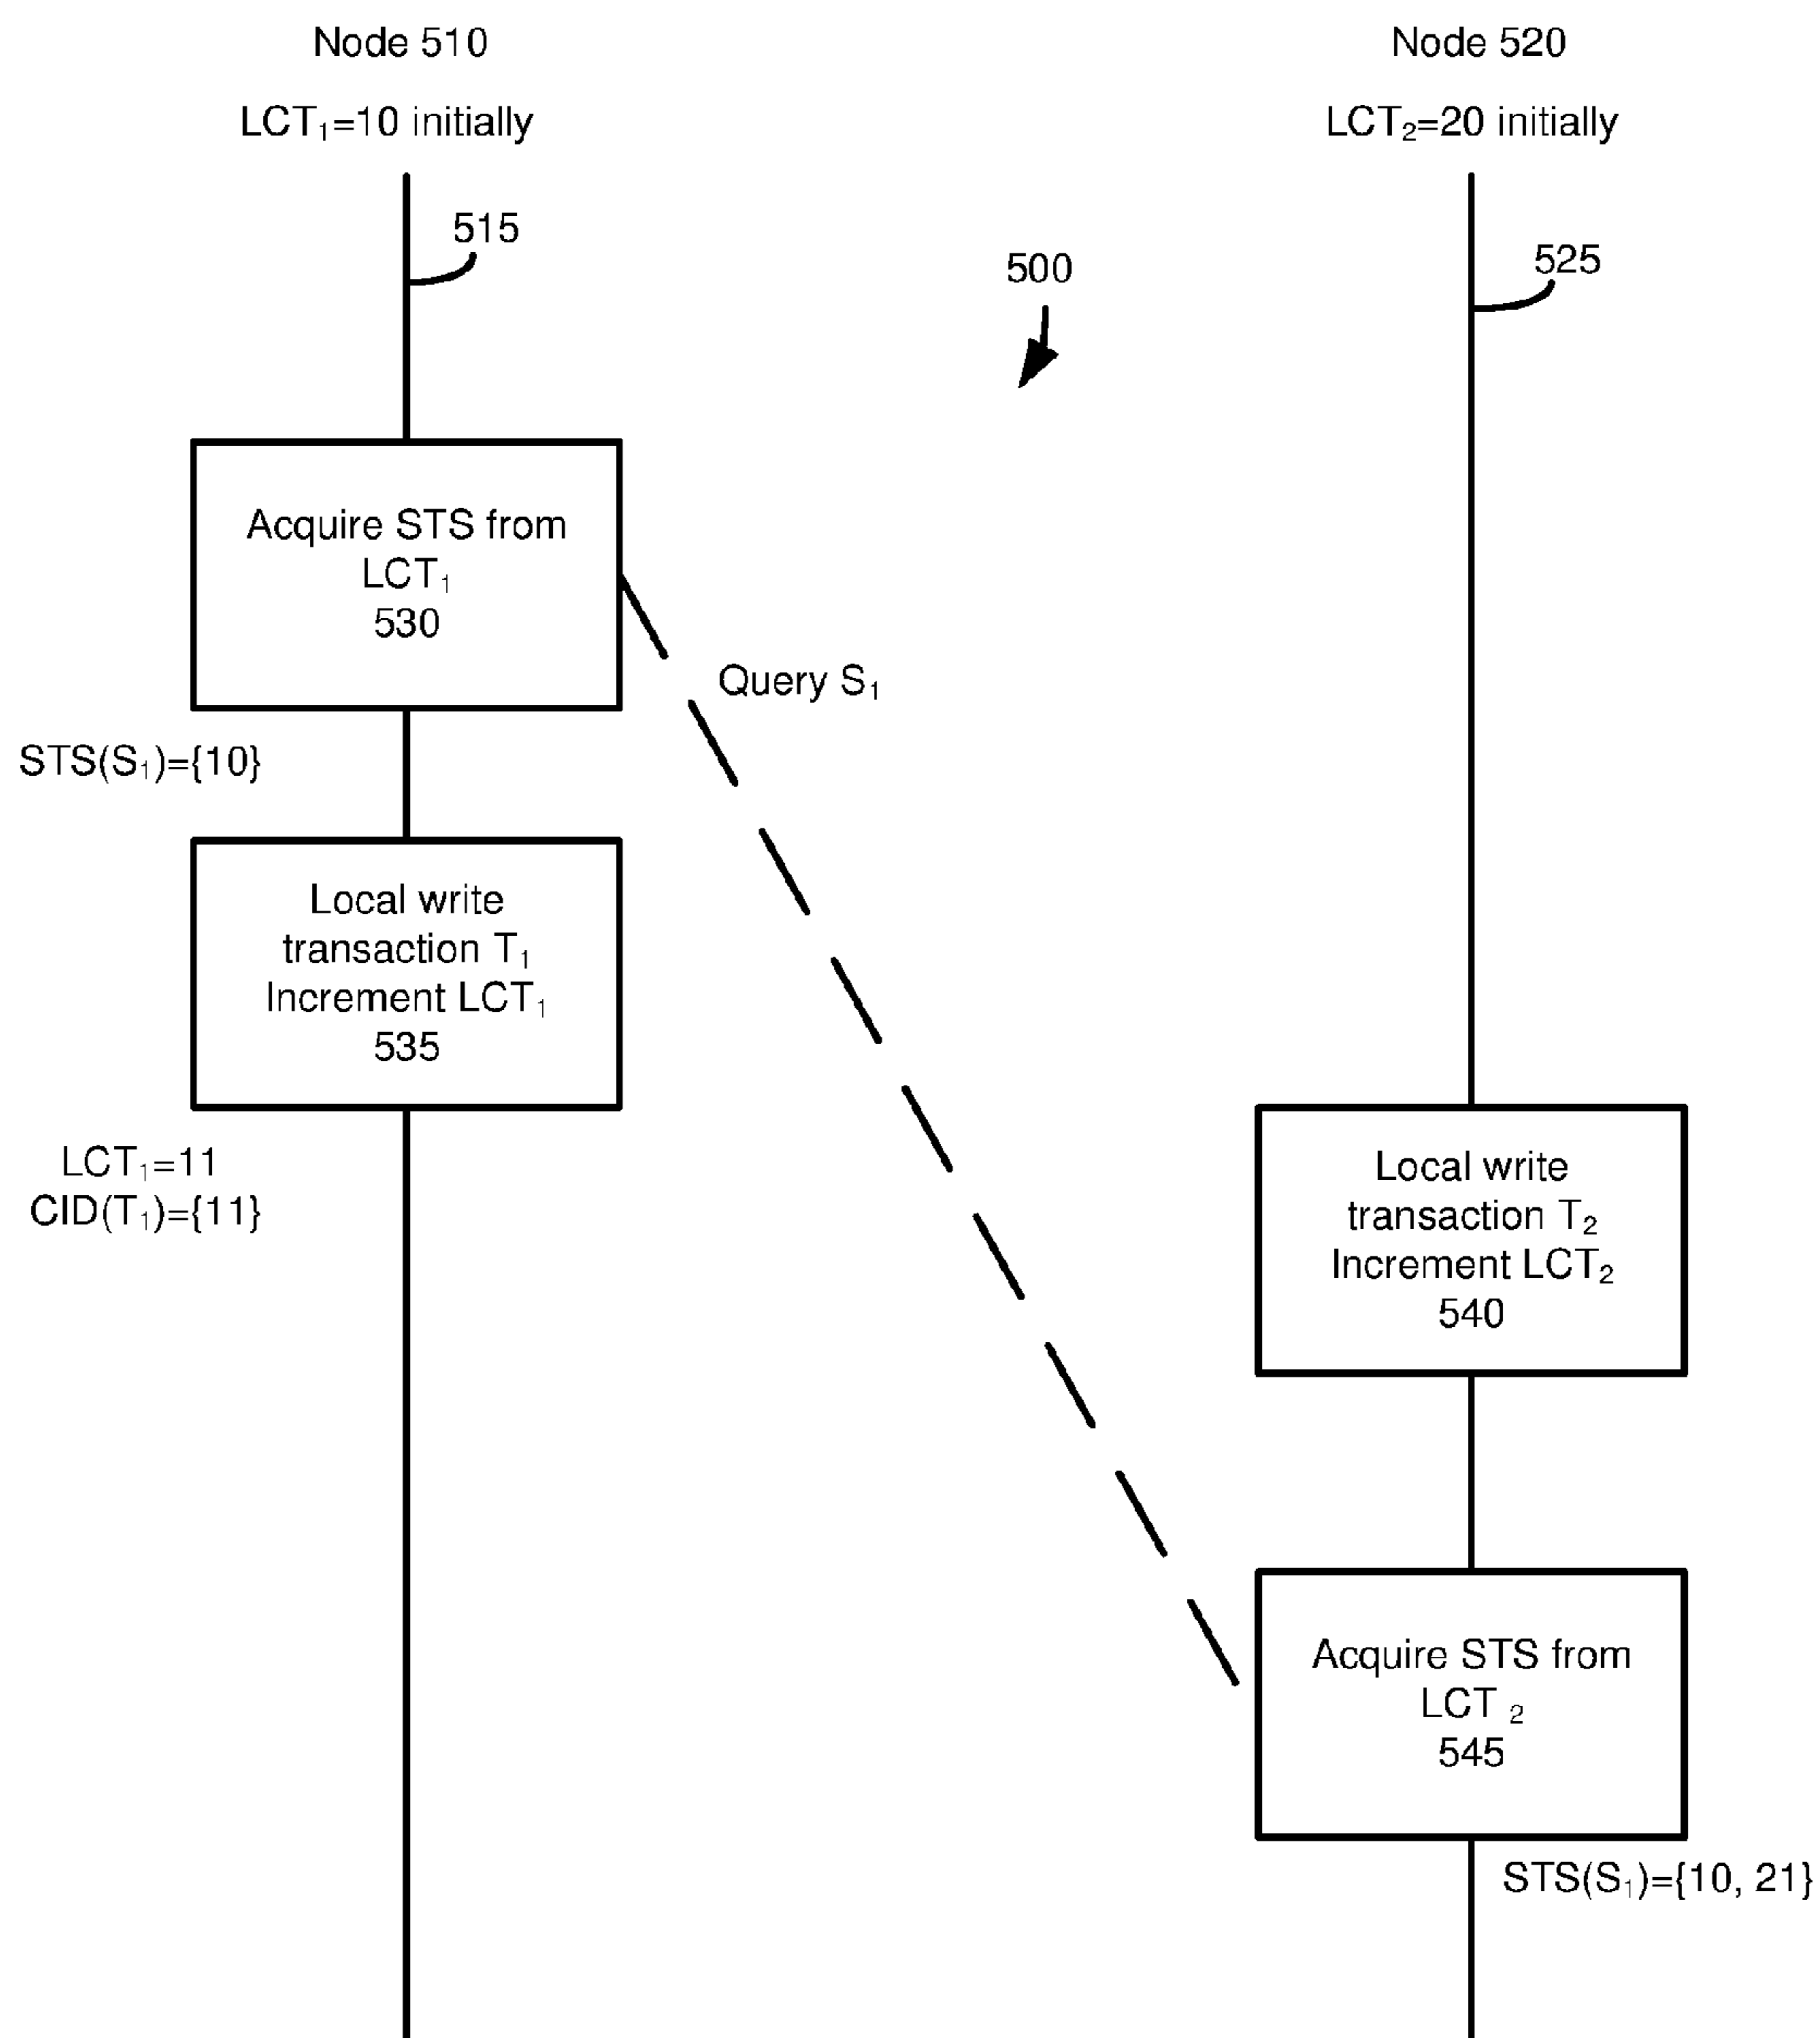 Node 510
Node 520
LCT₁=10 initially
LCT₂=20 initially
515
525
500
Acquire STS from
LCT₁
530
Query S₁
STS(S₁)={10}
Local write
transaction T₁
Increment LCT₁
535
LCT₁=11
CID(T₁)={11}
Local write
transaction T₂
Increment LCT₂
540
Acquire STS from
LCT ₂
545
STS(S₁)={10, 21}